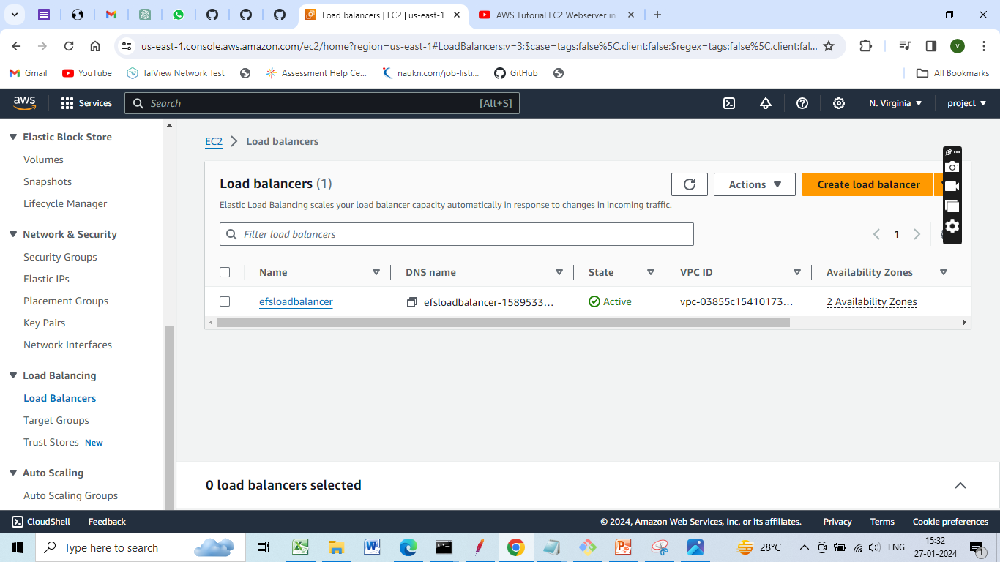 Load balancers | EC2 | us-east-1
AWS Tutorial EC2 Webserver in
us-east-1.console.aws.amazon.com/ec2/home?region=us-east-1#LoadBalancers:v=3;$case=tags:false%5C,client:false;$regex=tags:false%5C,client:fal...
V
Gmail
YouTube
TalView Network Test
Assessment Help Ce...
naukri.com/job-listi...
GitHub
All Bookmarks
aws
Services
Search
[Alt+S]
N. Virginia
project
Elastic Block Store
Volumes
Snapshots
Lifecycle Manager
Network & Security
Security Groups
Elastic IPs
Placement Groups
Key Pairs
Network Interfaces
Load Balancing
Load Balancers
Target Groups
Trust Stores New
Auto Scaling
Auto Scaling Groups
EC2 > Load balancers
Load balancers (1)
Actions
Create load balancer
Elastic Load Balancing scales your load balancer capacity automatically in response to changes in incoming traffic.
Filter load balancers
1
Name DNS name State VPC ID Availability Zones
efsloadbalancer efsloadbalancer-1589533... Active vpc-03855c15410173... 2 Availability Zones
0 load balancers selected
CloudShell
Feedback
© 2024, Amazon Web Services, Inc. or its affiliates.
Privacy
Terms
Cookie preferences
Type here to search
28°C
ENG
15:32
27-01-2024
1